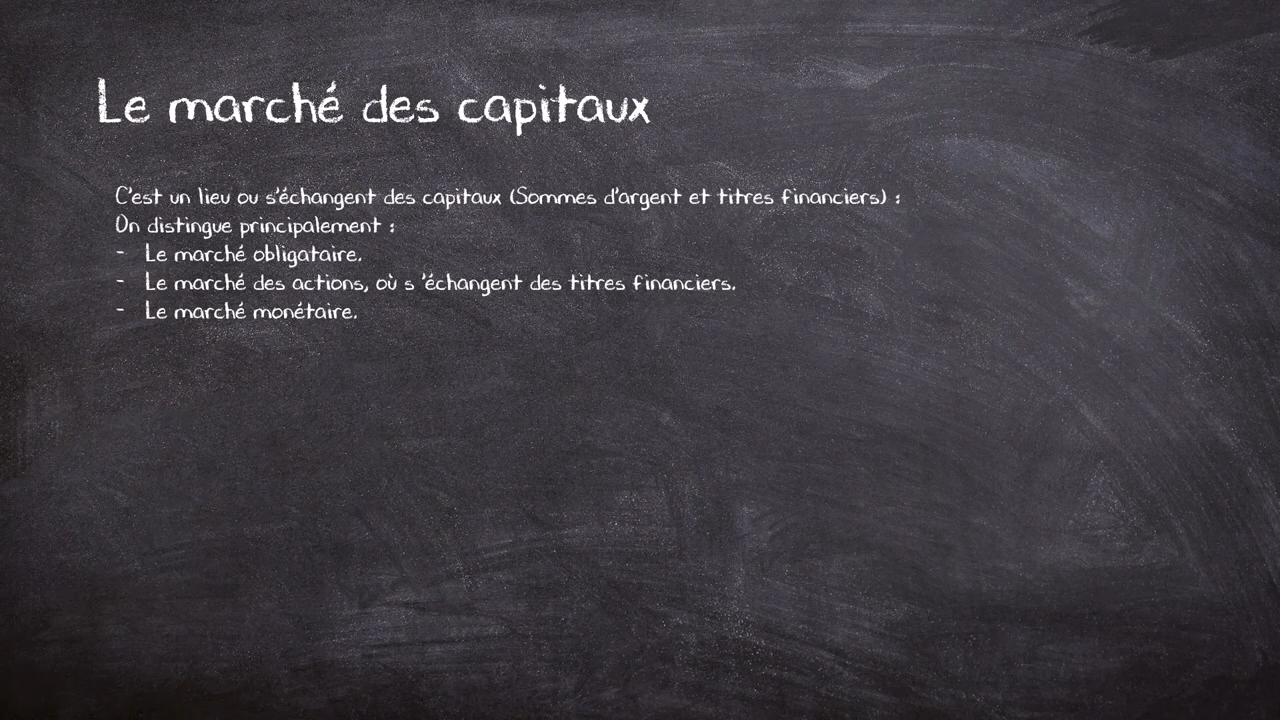 Le marché des capitaux
C'est un lieu ou s'échangent des capitaux (Sommes d'argent et titres financiers) :
On distingue principalement :
- Le marché obligataire.
- Le marché des actions, où s 'échangent des titres financiers.
- Le marché monétaire.